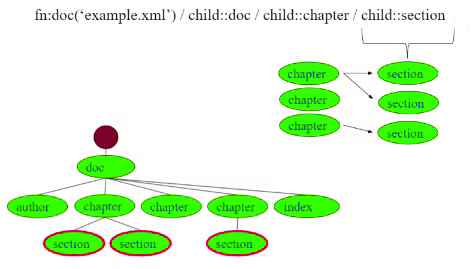 fn:doc(‘example.xml’) / child::doc / child::chapter / child::section
chapter section
chapter section
chapter section
doc
author chapter chapter chapter index
section section section